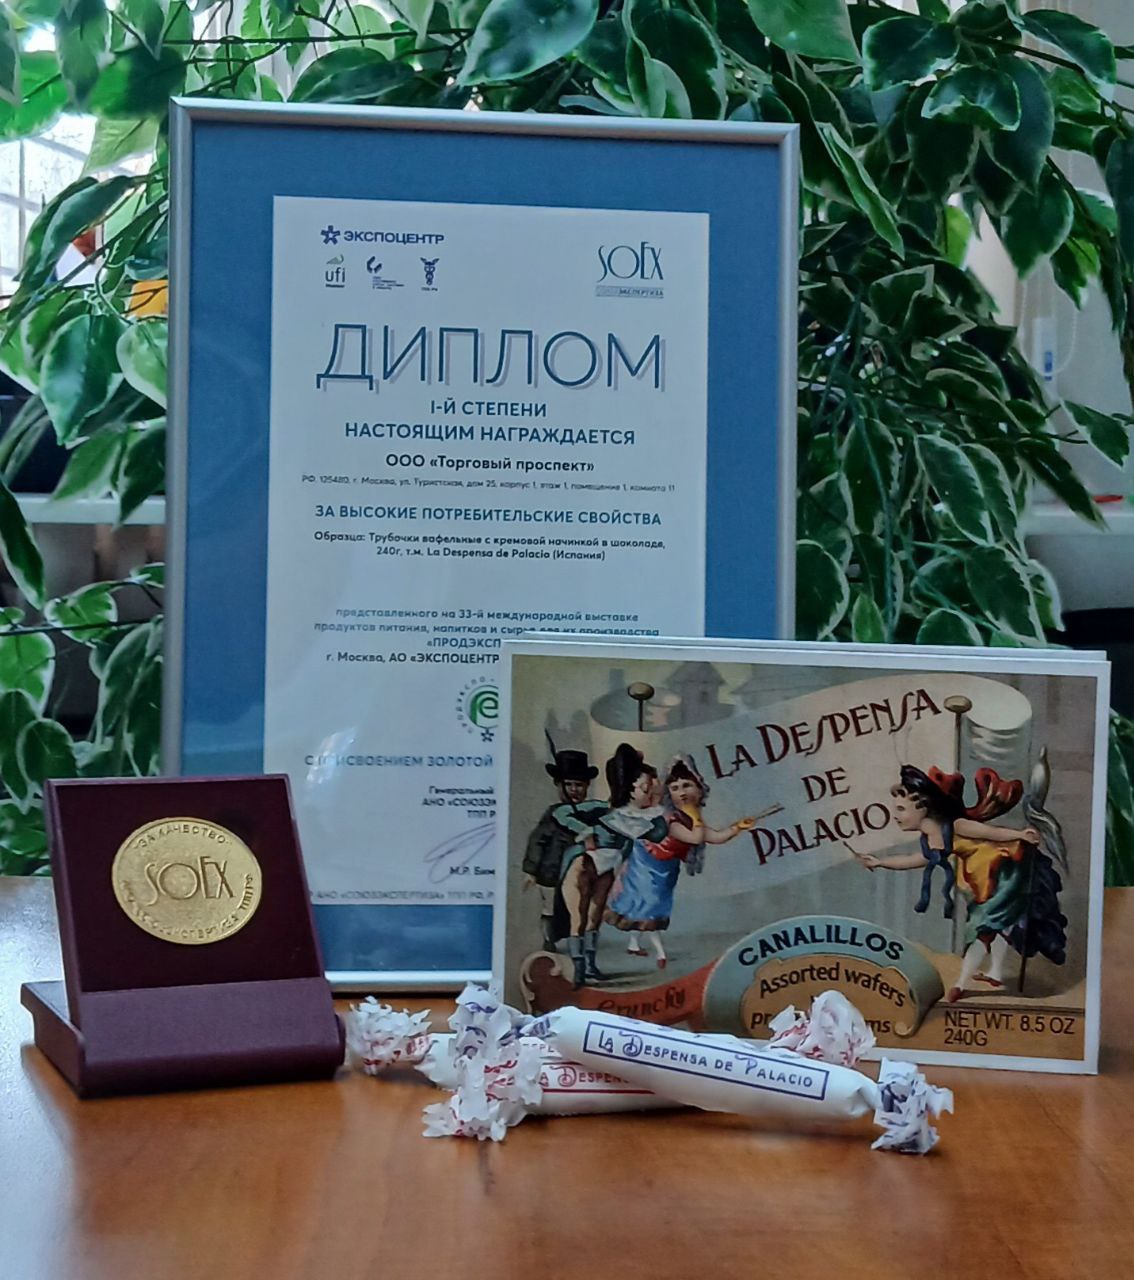 ЭКСПОЦЕНТР
ufi
SOEX
ЭКСПЕРТИЗА
ДИПЛОМ
I-Й СТЕПЕНИ
НАСТОЯЩИМ НАГРАЖДАЕТСЯ
ООО «Торговый проспект»
РФ, 125480, г. Москва, ул. Туристская, дом 25, корпус 1, этаж 1, помещение 1, комната 11
ЗА ВЫСОКИЕ ПОТРЕБИТЕЛЬСКИЕ СВОЙСТВА
Образца: Трубочки вафельные с кремовой начинкой в шоколаде,
240г, т.м. La Despensa de Palacio (Испания)
представленного на 33-й международной выставке
продуктов питания, напитков и сырья для их производства
«ПРОДЭКСП
г. Москва, АО «ЭКСПОЦЕНТР
С ПРИСВОЕНИЕМ ЗОЛОТОЙ
Генеральный
АНО «СОЮЗЭ
ТПП Р
М.Р. Бим
АНО «СОЮЗЭКСПЕРТИЗА» ТПП РФ, Р
ЗА КАЧЕСТВО
SOEX
LA DESPENSA
DE
PALACIO
CANALILLOS
Assorted wafers
Crunchy
NET WT. 8.5 OZ
240G
LA DESPENSA DE PALACIO